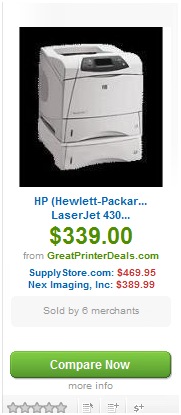 HP (Hewlett-Packar...
LaserJet 430...
$339.00
from GreatPrinterDeals.com
SupplyStore.com: $469.95
Nex Imaging, Inc: $389.99
Sold by 6 merchants
Compare Now
more info
$+